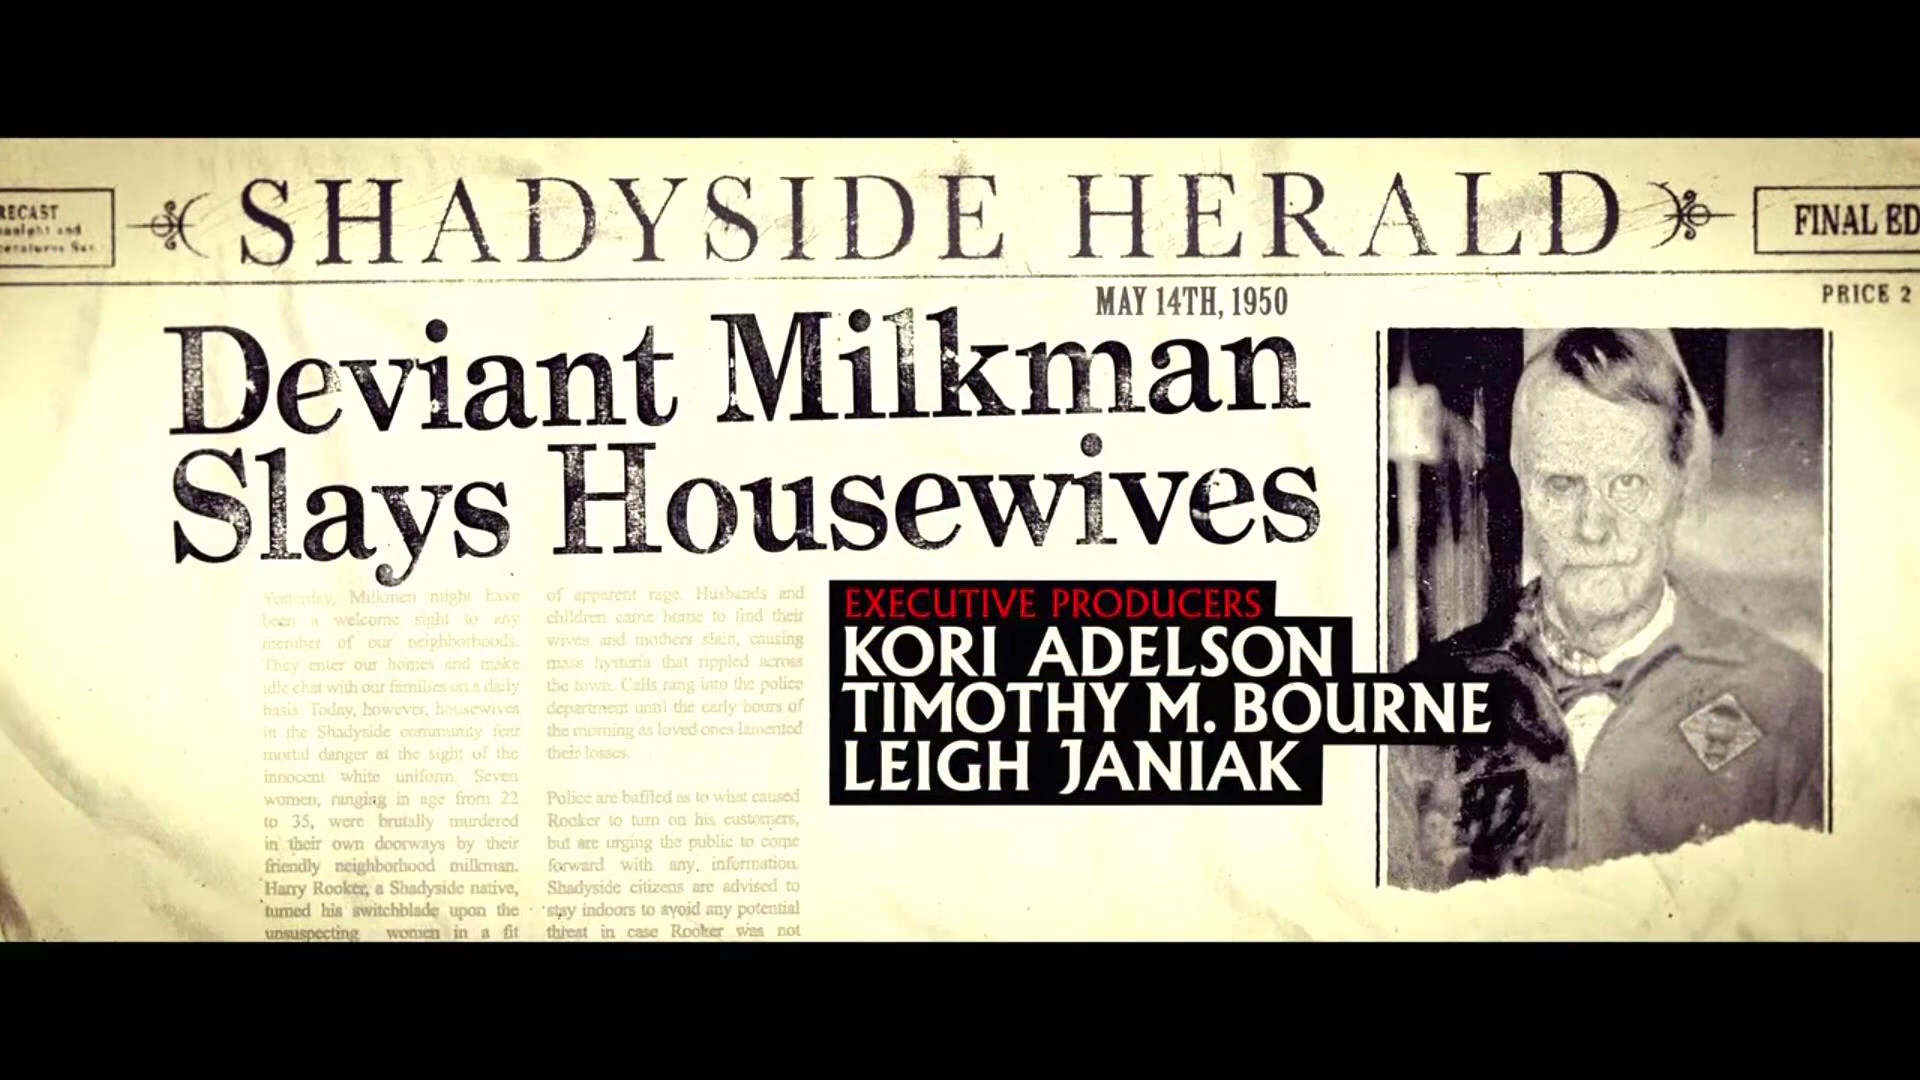 RECAST
SHADYSIDE HERALD
FINAL ED
MAY 14TH, 1950
PRICE 2
Deviant Milkman
Slays Housewives
Yesterday, Milkmen might have
been a welcome sight to any
member of our neighborhoods.
They enter our homes and make
idle chat with our families on a daily
basis. Today, however, housewives
in the Shadyside community fear
mortal danger at the sight of the
innocent white uniform. Seven
women, ranging in age from 22
to 35, were brutally murdered
in their own doorways by their
friendly neighborhood milkman.
Harry Rooker, a Shadyside native,
turned his switchblade upon the
unsuspecting women in a fit
of apparent rage. Husbands and
children came home to find their
wives and mothers slain, causing
mass hysteria that rippled across
the town. Calls rang into the police
department until the early hours of
the morning as loved ones lamented
their losses.
Police are baffled as to what caused
Rooker to turn on his customers,
but are urging the public to come
forward with any. information.
Shadyside citizens are advised to
stay indoors to avoid any potential
threat in case Rooker was not
EXECUTIVE PRODUCERS
KORI ADELSON
TIMOTHY M. BOURNE
LEIGH JANIAK